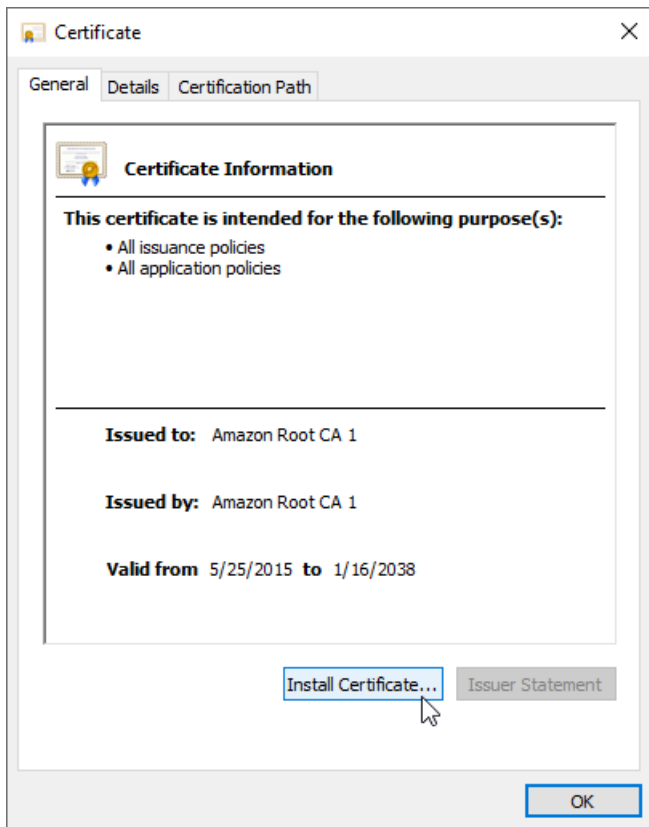 Certificate
General Details Certification Path
Certificate Information
This certificate is intended for the following purpose(s):
• All issuance policies
• All application policies
Issued to: Amazon Root CA 1
Issued by: Amazon Root CA 1
Valid from 5/25/2015 to 1/16/2038
Install Certificate... Issuer Statement
OK